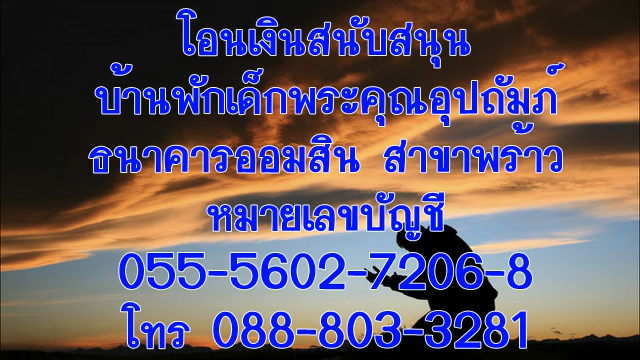 โอนเงินสนับสนุน
บ้านพักเด็กพระคุณอุปถัมภ์
ธนาคารออมสิน สาขาพร้าว
หมายเลขบัญชี
055-5602-7206-8
โทร 088-803-3281